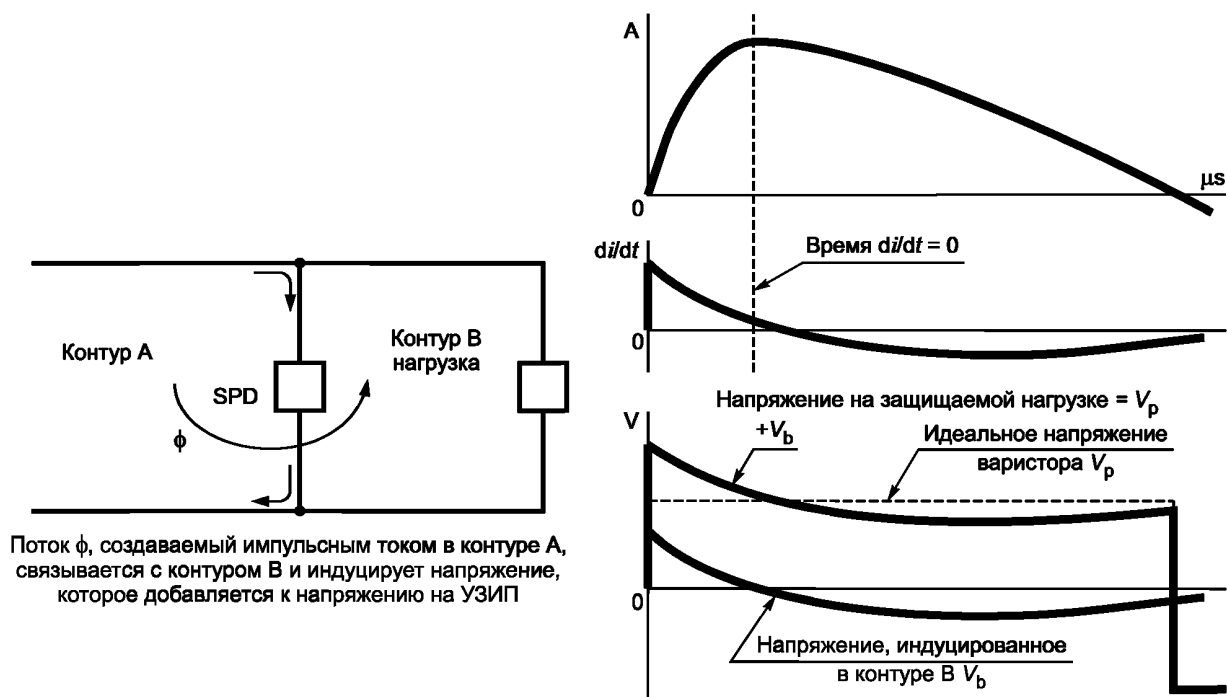 Контур А
SPD
ϕ
Контур В
нагрузка
Поток ϕ, создаваемый импульсным током в контуре А,
связывается с контуром В и индуцирует напряжение,
которое добавляется к напряжению на УЗИП
А
0
μs
di/dt
Время di/dt = 0
0
Напряжение на защищаемой нагрузке = Vp
+Vb
V
Идеальное напряжение
варистора Vp
0
Напряжение, индуцированное
в контуре В Vb
μs